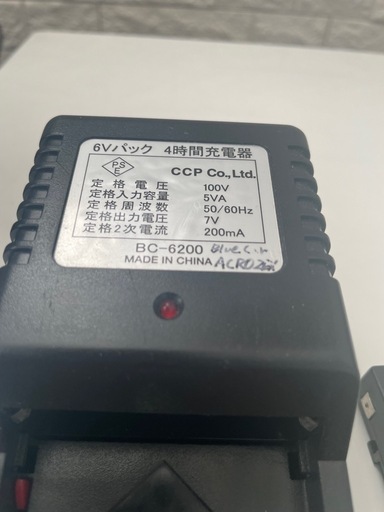 6Vパック 4時間充電器
PSE
CCP Co.,Ltd.
定格電圧 100V
定格入力容量 5VA
定格周波数 50/60Hz
定格出力電圧 7V
定格2次電流 200mA
BC-6200
MADE IN CHINA